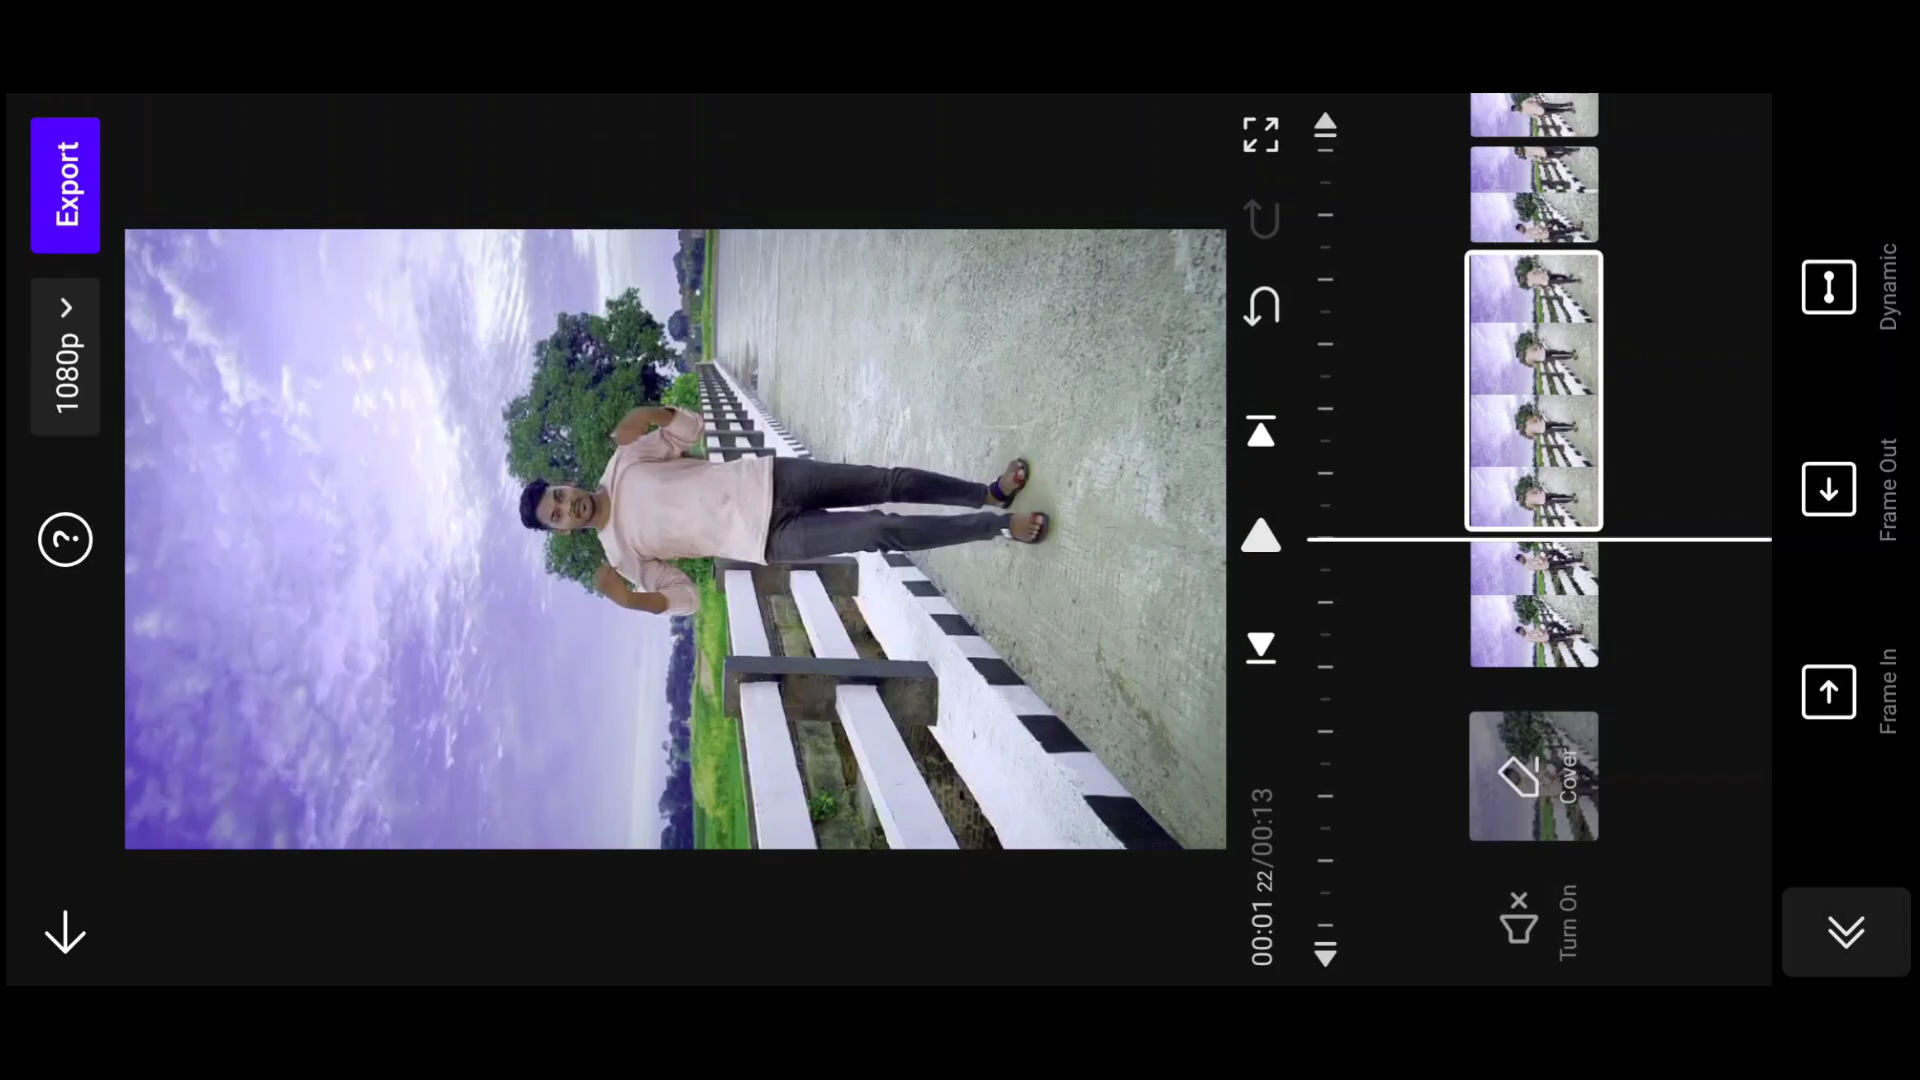 Export
1080p
?
00:01 22/00:13
Turn On
Cover
Frame In
Frame Out
Dynamic